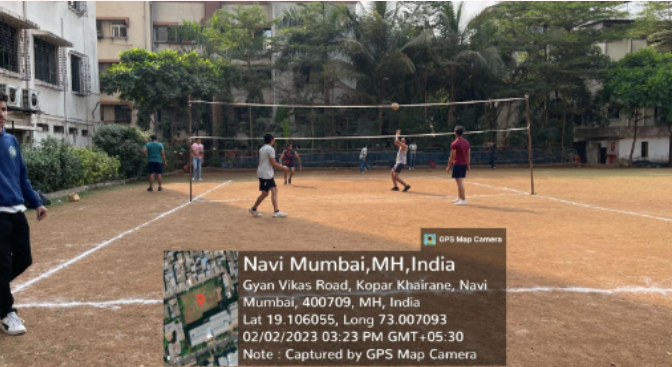 GPS Map Camera
Navi Mumbai,MH,India
Gyan Vikas Road, Kopar Khairane, Navi
Mumbai, 400709, MH, India
Lat 19.106055, Long 73.007093
02/02/2023 03:23 PM GMT+05:30
Note : Captured by GPS Map Camera